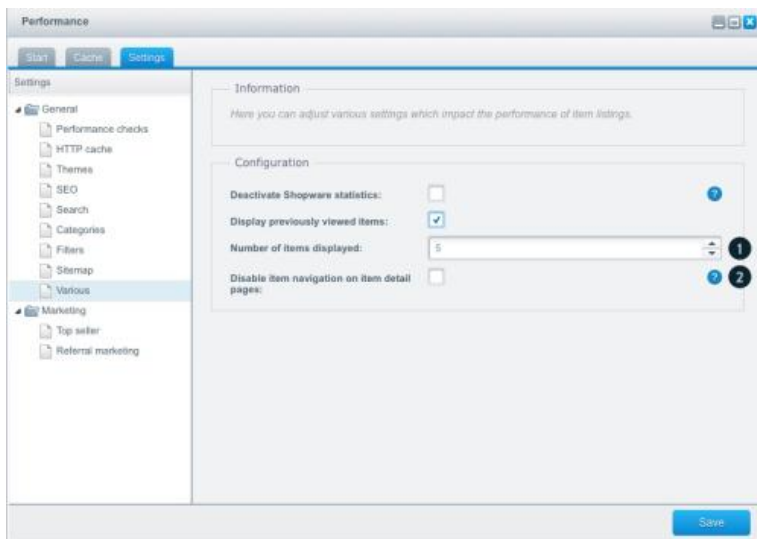 Performance
Start Cache Settings
Settings
General
Performance checks
HTTP cache
Themes
SEO
Search
Categories
Filters
Sitemap
Various
Marketing
Top seller
Referral marketing
Information
Here you can adjust various settings which impact the performance of item listings.
Configuration
Deactivate Shopware statistics: ?
Display previously viewed items:
Number of items displayed: 5 1
Disable item navigation on item detail ? 2
pages:
Save